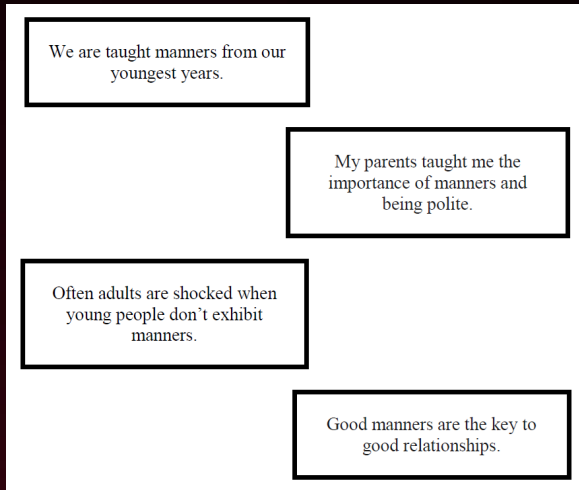 We are taught manners from our
youngest years.
My parents taught me the
importance of manners and
being polite.
Often adults are shocked when
young people don’t exhibit
manners.
Good manners are the key to
good relationships.